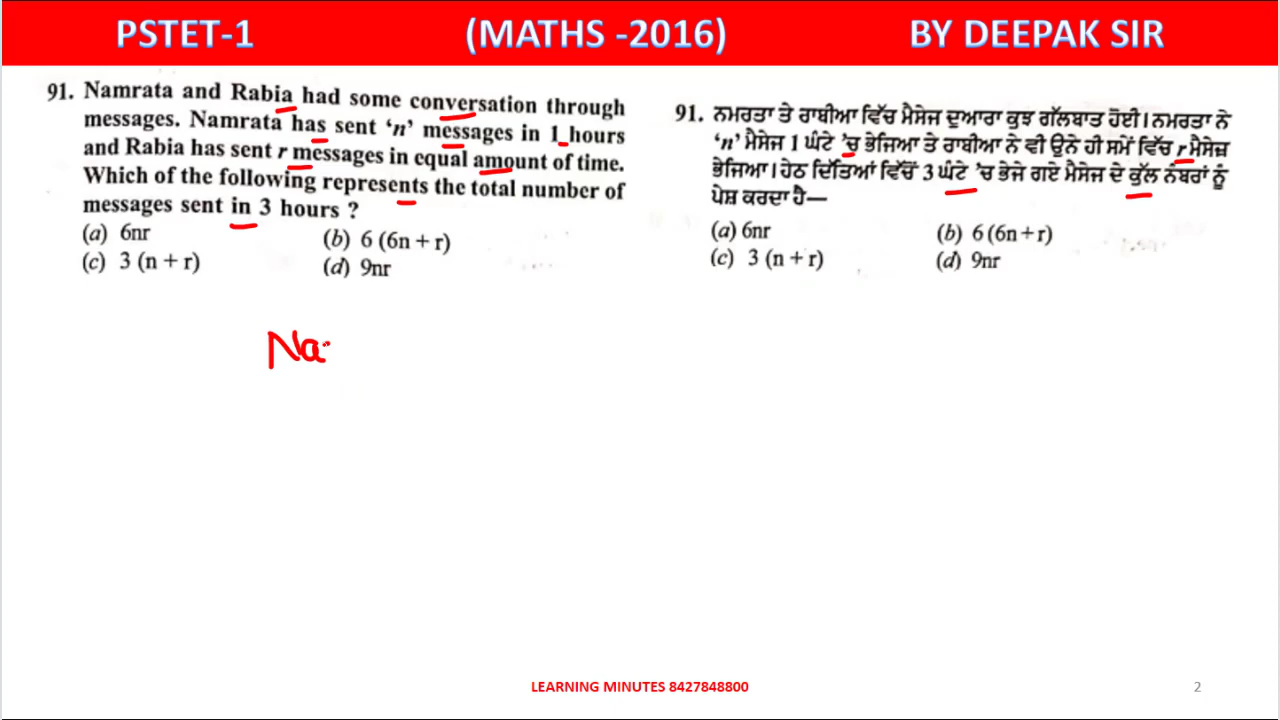 PSTET-1 (MATHS -2016) BY DEEPAK SIR
91. Namrata and Rabia had some conversation through
messages. Namrata has sent ‘n’ messages in 1 hours
and Rabia has sent r messages in equal amount of time.
Which of the following represents the total number of
messages sent in 3 hours ?
(a) 6nr (b) 6 (6n + r)
(c) 3 (n + r) (d) 9nr
91. ਨਮਰਤਾ ਤੇ ਰਾਬੀਆ ਵਿੱਚ ਮੈਸੇਜ ਦੁਆਰਾ ਕੁਝ ਗੱਲਬਾਤ ਹੋਈ। ਨਮਰਤਾ ਨੇ
‘n’ ਮੈਸੇਜ 1 ਘੰਟੇ ’ਚ ਭੇਜਿਆ ਤੇ ਰਾਬੀਆ ਨੇ ਵੀ ਉਨੇ ਹੀ ਸਮੇਂ ਵਿੱਚ r ਮੈਸੇਜ਼
ਭੇਜਿਆ। ਹੇਠ ਦਿੱਤਿਆਂ ਵਿੱਚੋਂ 3 ਘੰਟੇ ’ਚ ਭੇਜੇ ਗਏ ਮੈਸੇਜ ਦੇ ਕੁੱਲ ਨੰਬਰਾਂ ਨੂੰ
ਪੇਸ਼ ਕਰਦਾ ਹੈ—
(a) 6nr (b) 6 (6n + r)
(c) 3 (n + r) (d) 9nr
Na
LEARNING MINUTES 8427848800 2